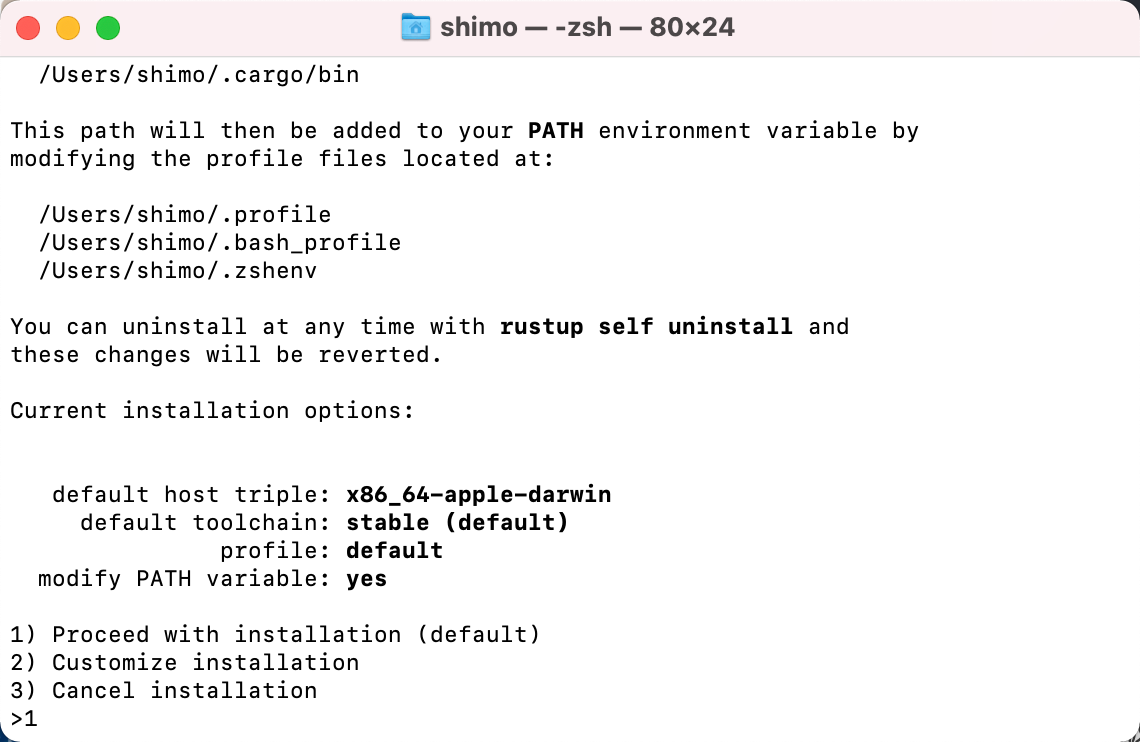 shimo — -zsh — 80×24
/Users/shimo/.cargo/bin
This path will then be added to your PATH environment variable by
modifying the profile files located at:
/Users/shimo/.profile
/Users/shimo/.bash_profile
/Users/shimo/.zshenv
You can uninstall at any time with rustup self uninstall and
these changes will be reverted.
Current installation options:
default host triple: x86_64-apple-darwin
default toolchain: stable (default)
profile: default
modify PATH variable: yes
1) Proceed with installation (default)
2) Customize installation
3) Cancel installation
>1